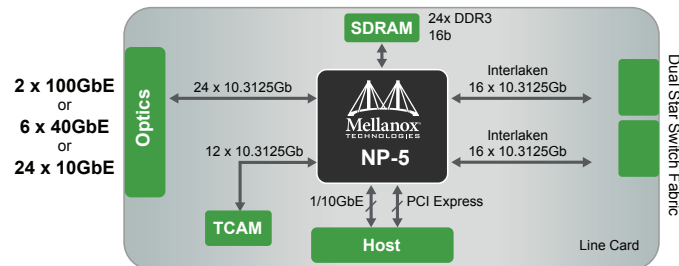 SDRAM
24x DDR3
16b
2 x 100GbE
or
6 x 40GbE
or
24 x 10GbE
Optics
24 x 10.3125Gb
Mellanox
TECHNOLOGIES
NP-5
Interlaken
16 x 10.3125Gb
12 x 10.3125Gb
Interlaken
16 x 10.3125Gb
Dual Star Switch Fabric
TCAM
1/10GbE
PCI Express
Host
Line Card